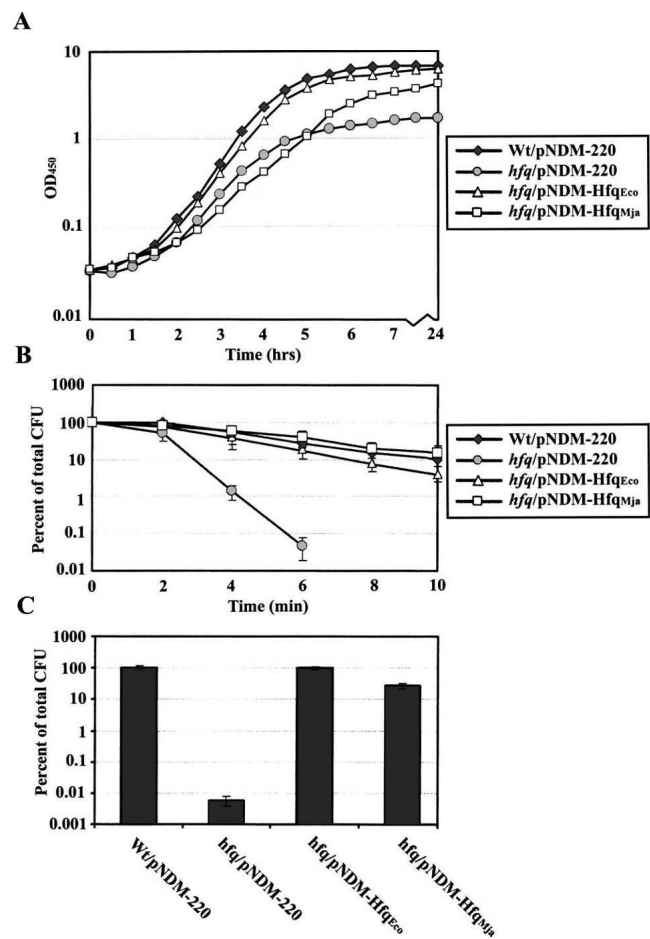 A
10
1
0.1
0.01
OD450
0 1 2 3 4 5 6 7 24
Time (hrs)
Wt/pNDM-220
hfq/pNDM-220
hfq/pNDM-HfqEco
hfq/pNDM-HfqMja
B
1000
100
10
1
0.1
0.01
Percent of total CFU
0 2 4 6 8 10
Time (min)
Wt/pNDM-220
hfq/pNDM-220
hfq/pNDM-HfqEco
hfq/pNDM-HfqMja
C
1000
100
10
1
0.1
0.01
0.001
Percent of total CFU
Wt/pNDM-220
hfq/pNDM-220
hfq/pNDM-HfqEco
hfq/pNDM-HfqMja